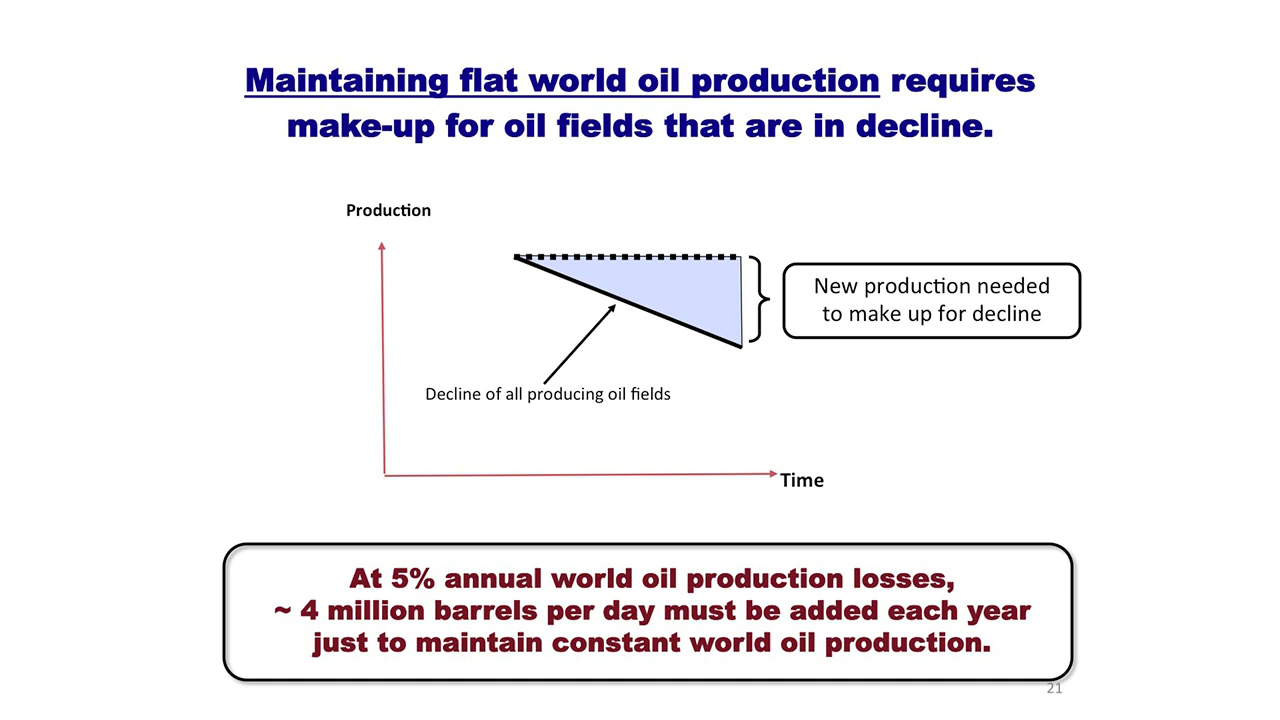 Maintaining flat world oil production requires
make-up for oil fields that are in decline.
Production
New production needed
to make up for decline
Decline of all producing oil fields
Time
At 5% annual world oil production losses,
~ 4 million barrels per day must be added each year
just to maintain constant world oil production.
21